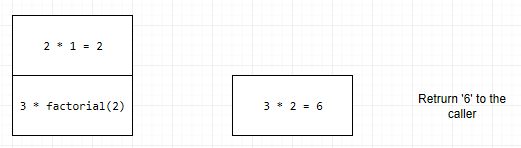 2 * 1 = 2
3 * factorial(2)
3 * 2 = 6
Retrurn '6' to the
caller